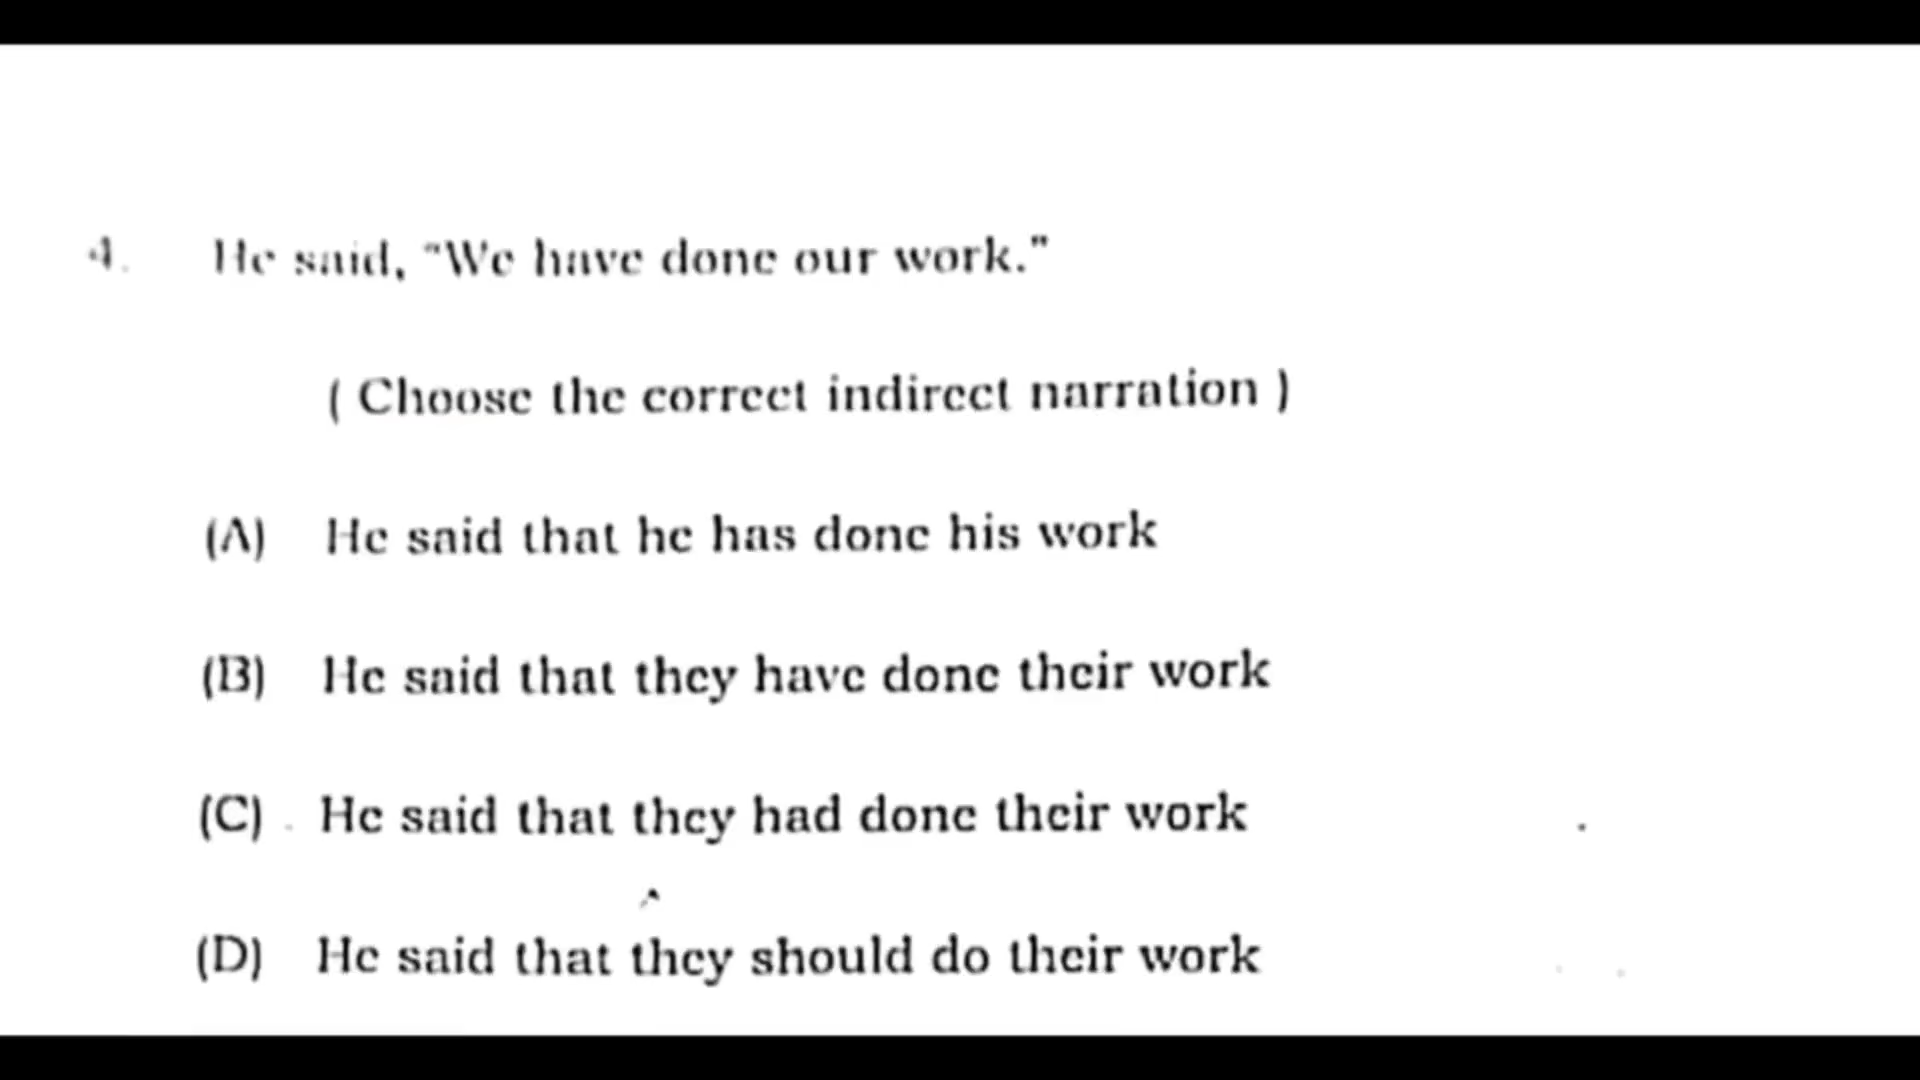 4. He said, "We have done our work."
( Choose the correct indirect narration )
(A) He said that he has done his work
(B) He said that they have done their work
(C) He said that they had done their work
(D) He said that they should do their work